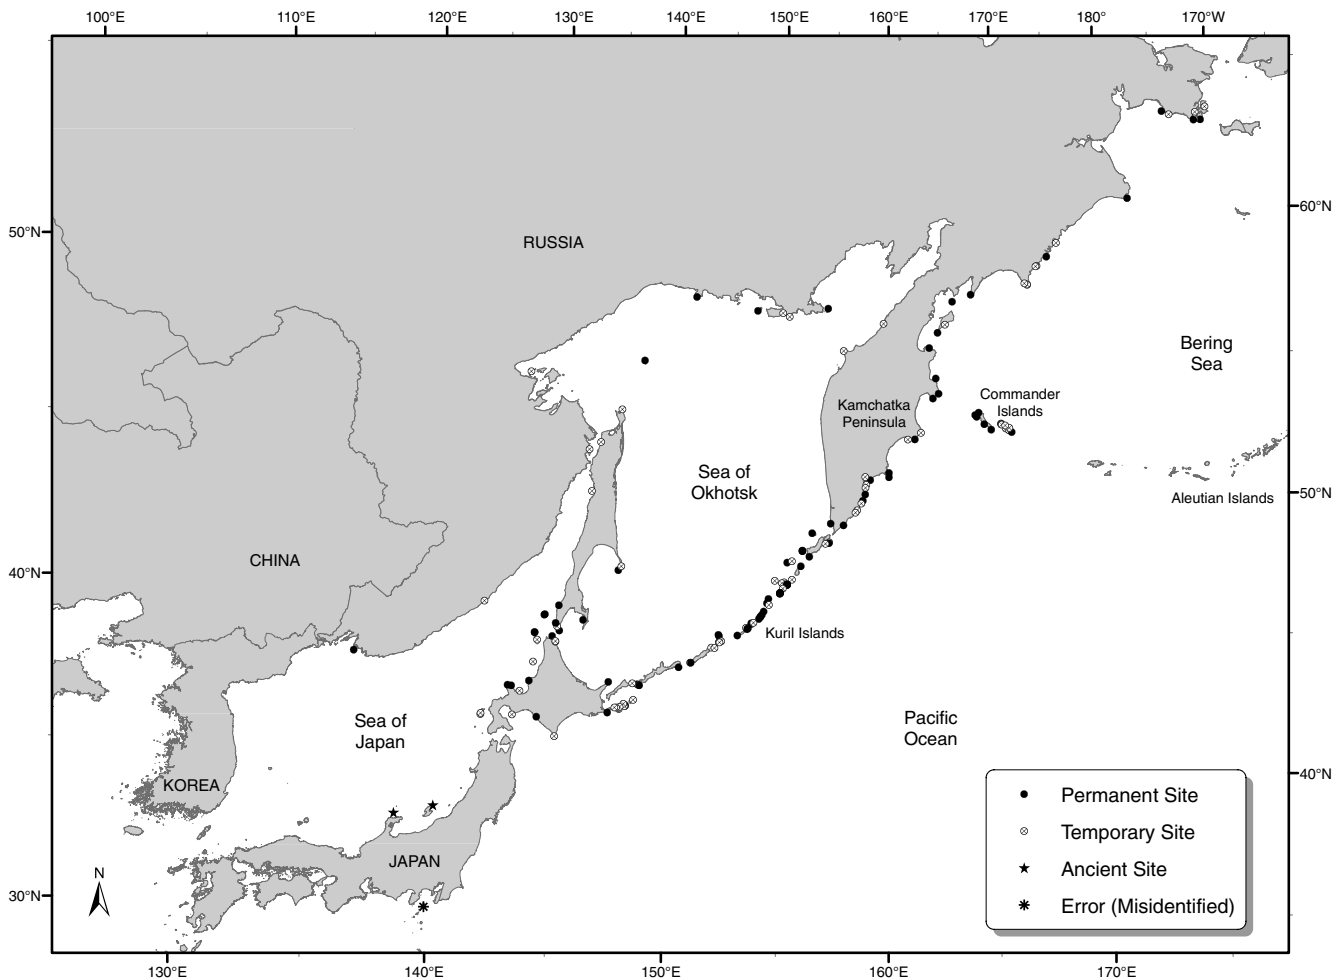 100°E 110°E 120°E 130°E 140°E 150°E 160°E 170°E 180° 170°W
60°N
50°N
RUSSIA
Bering
Sea
Commander
Islands
Kamchatka
Peninsula
Sea of
Okhotsk
Aleutian Islands
50°N
CHINA
40°N
Kuril Islands
Sea of
Japan
Pacific
Ocean
40°N
KOREA
Permanent Site
Temporary Site
JAPAN
Ancient Site
N
30°N
Error (Misidentified)
130°E 140°E 150°E 160°E 170°E